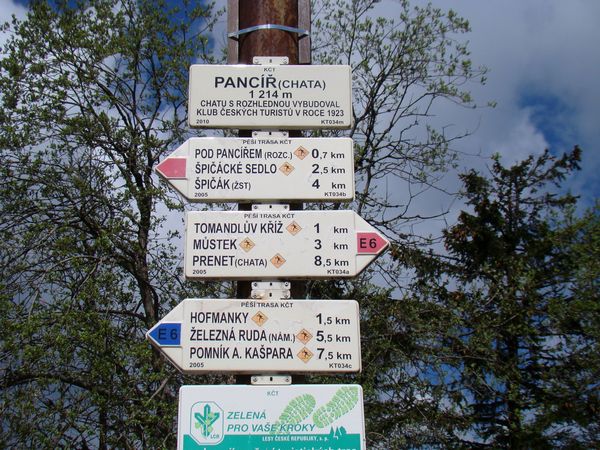 KČT
PANCÍŘ (CHATA)
1 214 m
CHATU S ROZHLEDNOU VYBUDOVAL
KLUB ČESKÝCH TURISTŮ V ROCE 1923
2010 KT034m
PĚŠÍ TRASA KČT
POD PANCÍŘEM (ROZC.) 0,7 km
ŠPIČÁCKÉ SEDLO 2,5 km
ŠPIČÁK (ŽST) 4 km
2005 KT034b
PĚŠÍ TRASA KČT
TOMANDLŮV KŘÍŽ 1 km
MŮSTEK 3 km E6
PRENET (CHATA) 8,5 km
2005 KT034a
PĚŠÍ TRASA KČT
HOFMANKY 1,5 km
E6 ŽELEZNÁ RUDA (NÁM.) 5,5 km
POMNÍK A. KAŠPARA 7,5 km
2005 KT034c
KČT
ZELENÁ
PRO VAŠE KROKY
LČR
LESY ČESKÉ REPUBLIKY, s. p.